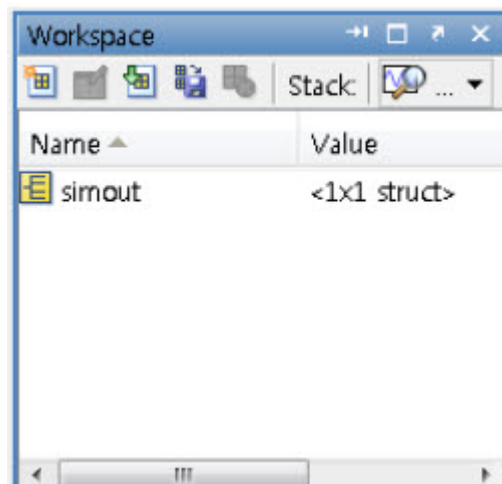 Workspace
Stack: ...
Name Value
simout <1x1 struct>